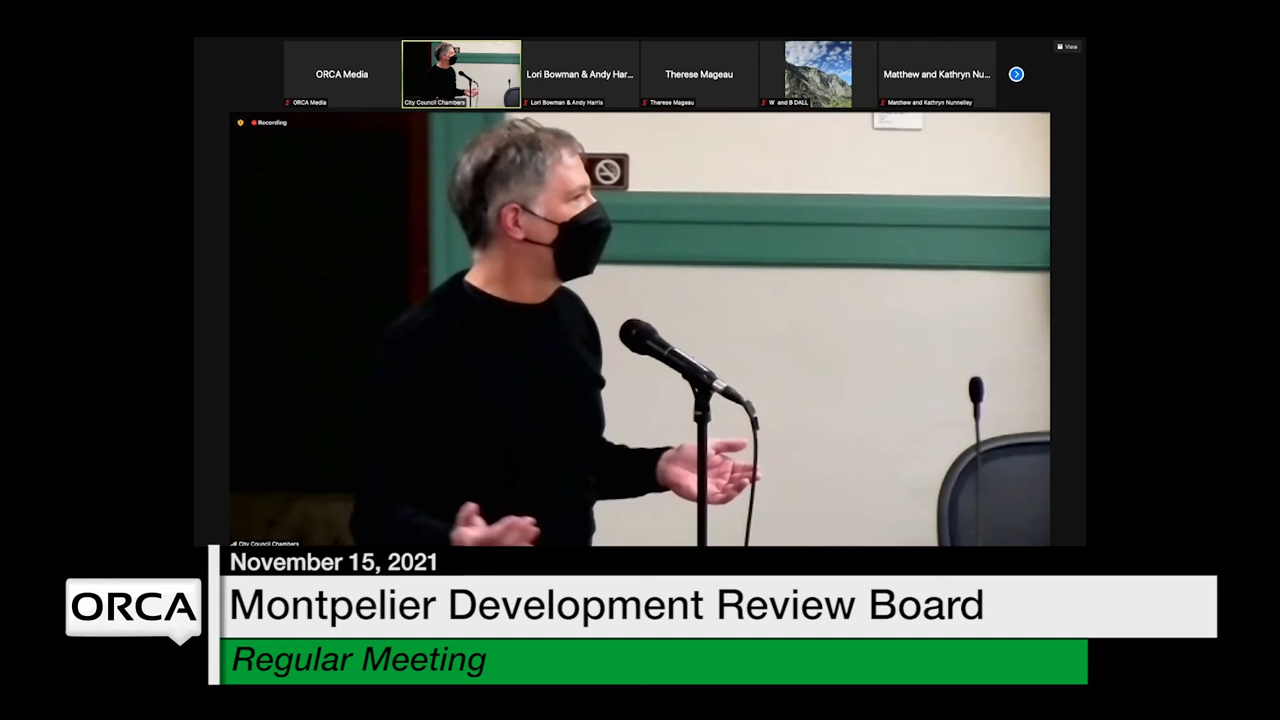 View
ORCA Media
Lori Bowman & Andy Har...
Therese Mageau
Matthew and Kathryn Nu...
ORCA Media
City Council Chambers
Lori Bowman & Andy Harris
Therese Mageau
W and B DALL
Matthew and Kathryn Nunnelley
Recording
City Council Chambers
November 15, 2021
ORCA
Montpelier Development Review Board
Regular Meeting